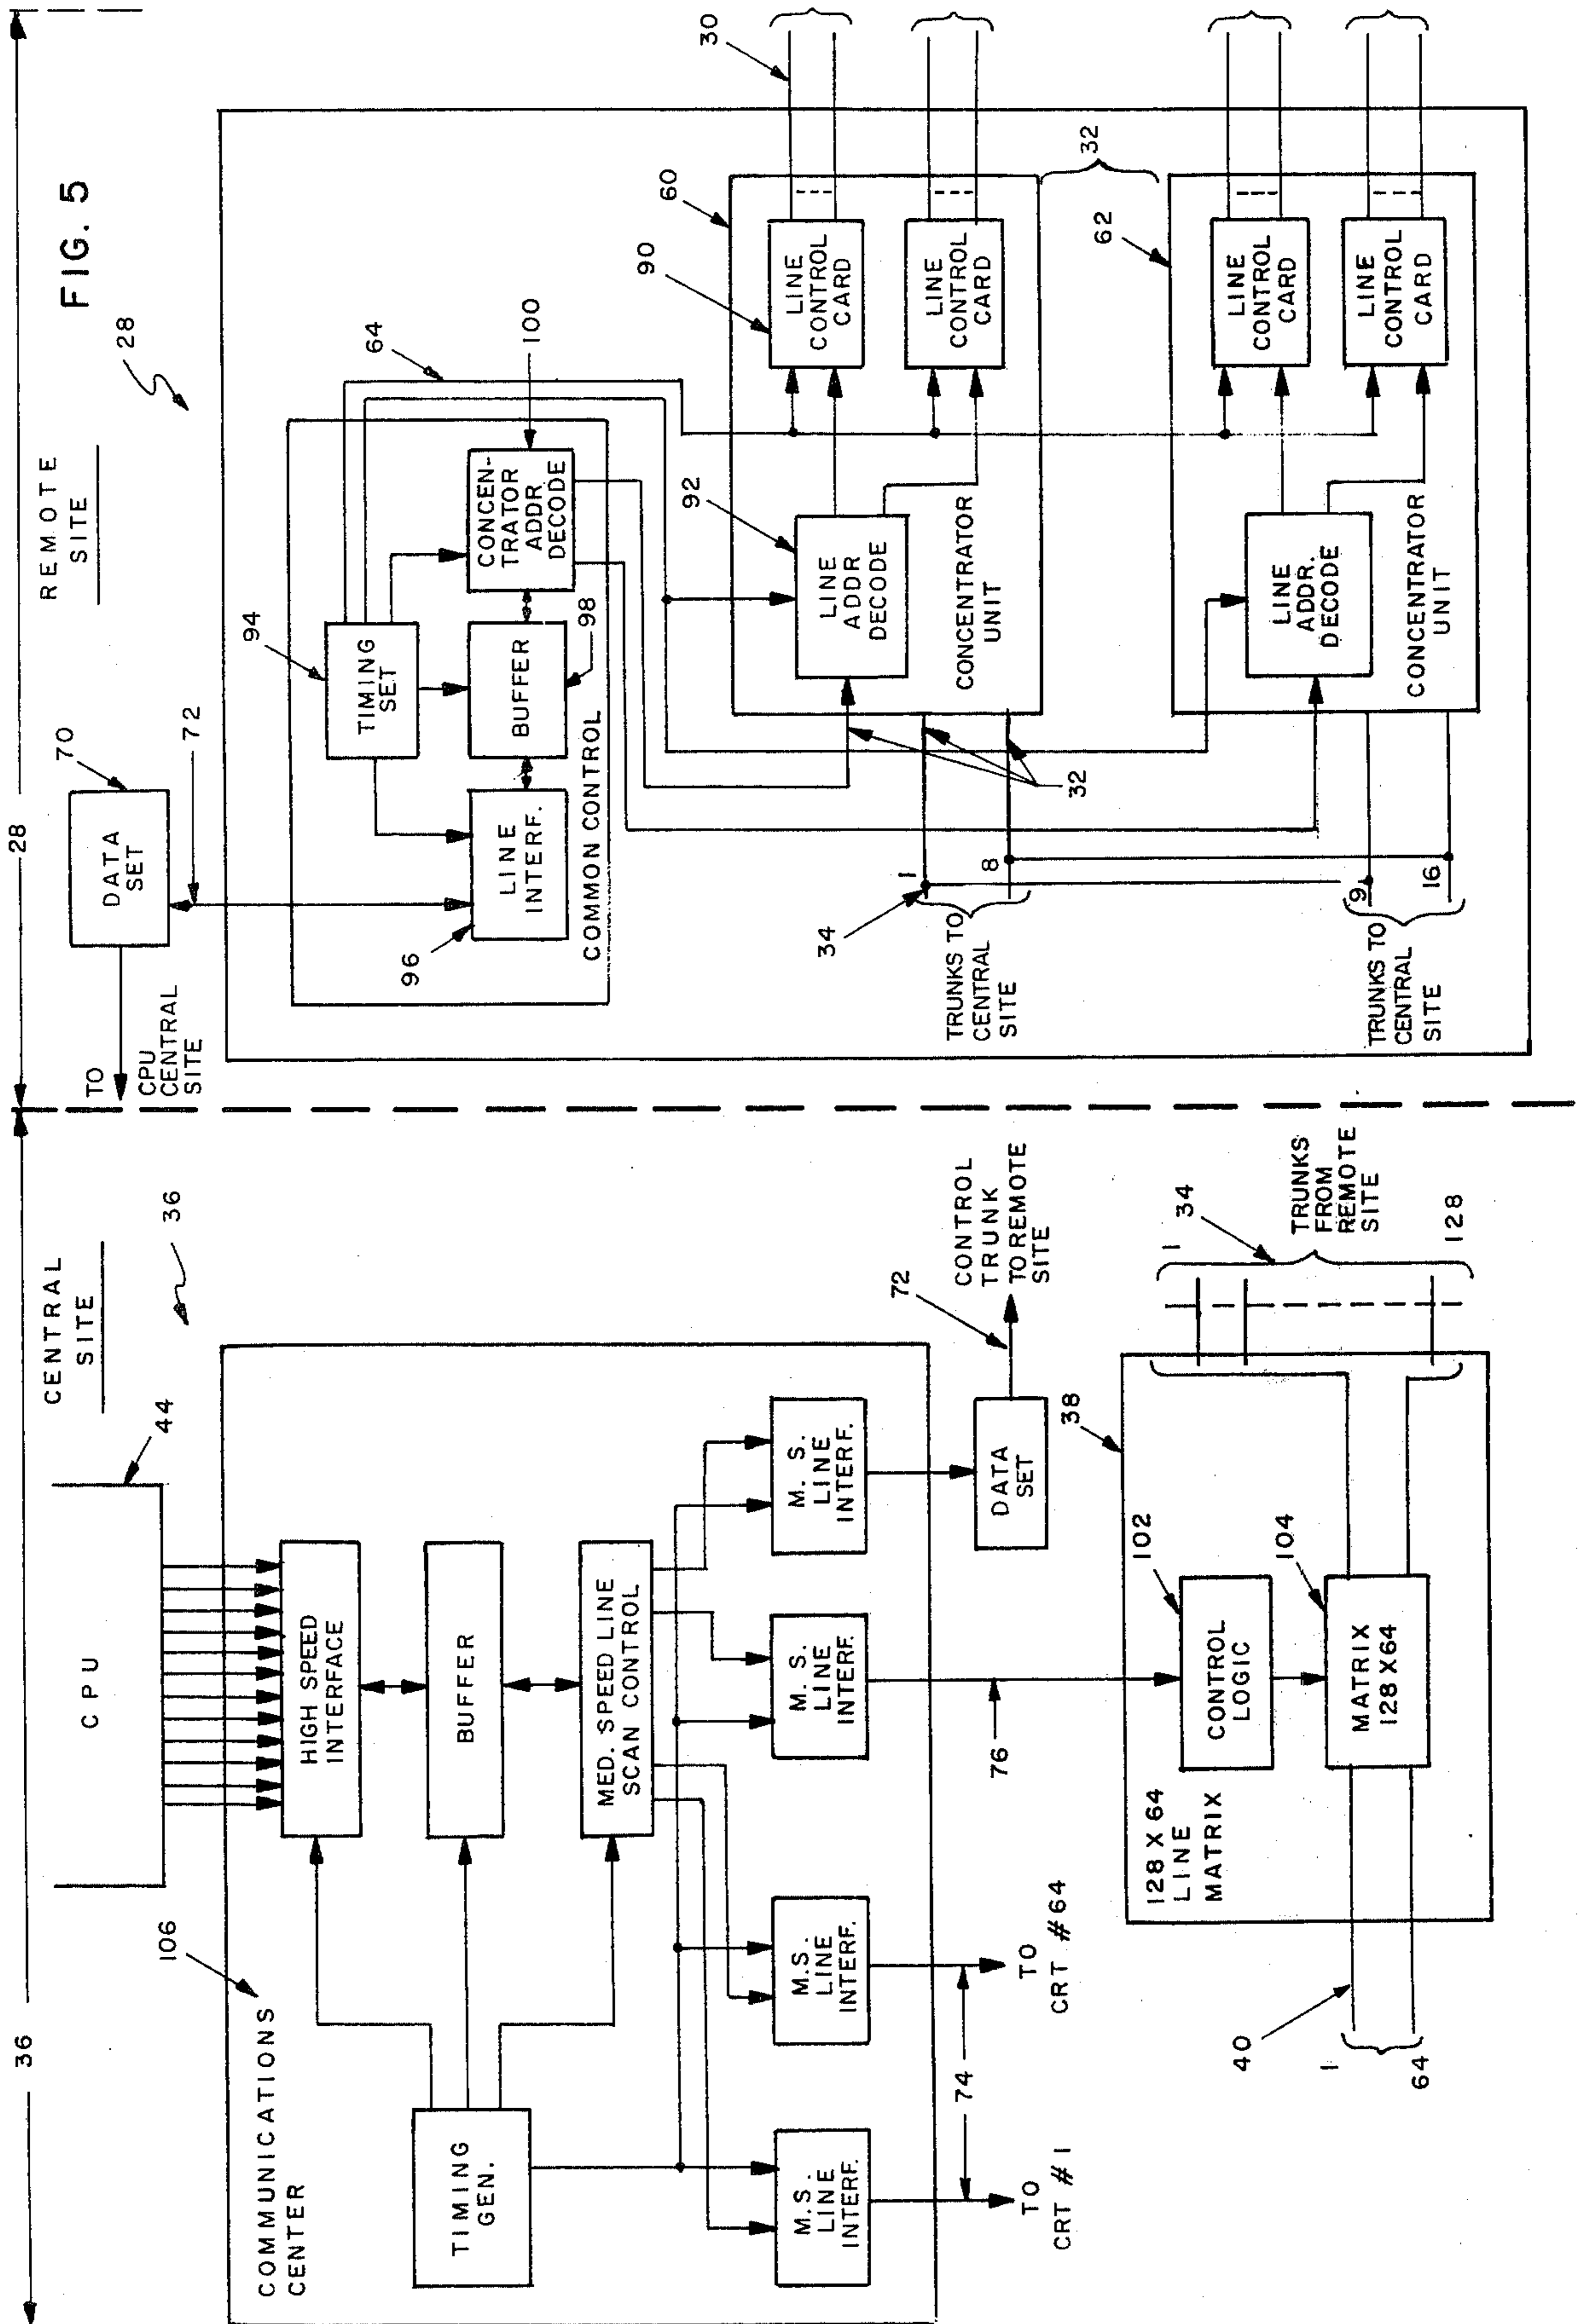 FIG. 5
36
28
CENTRAL
SITE
36
44
CPU
106
COMMUNICATIONS
CENTER
HIGH SPEED
INTERFACE
BUFFER
TIMING
GEN.
MED. SPEED LINE
SCAN CONTROL
M.S.
LINE
INTERF.
M.S.
LINE
INTERF.
M. S.
LINE
INTERF.
M. S.
LINE
INTERF.
74
TO
CRT #1
TO
CRT #64
76
DATA
SET
72
CONTROL
TRUNK
TO REMOTE
SITE
38
128 X 64
LINE
MATRIX
102
CONTROL
LOGIC
104
MATRIX
128 X 64
40
1
64
1
34
TRUNKS
FROM
REMOTE
SITE
128
REMOTE
SITE
28
70
DATA
SET
72
TO
CPU
CENTRAL
SITE
94
TIMING
SET
64
96
LINE
INTERF.
BUFFER
98
CONCEN-
TRATOR
ADDR
DECODE
100
COMMON CONTROL
60
90
LINE
CONTROL
CARD
LINE
CONTROL
CARD
30
92
LINE
ADDR
DECODE
CONCENTRATOR
UNIT
32
32
34
1
8
TRUNKS TO
CENTRAL
SITE
62
LINE
CONTROL
CARD
LINE
CONTROL
CARD
LINE
ADDR.
DECODE
CONCENTRATOR
UNIT
9
16
TRUNKS TO
CENTRAL
SITE